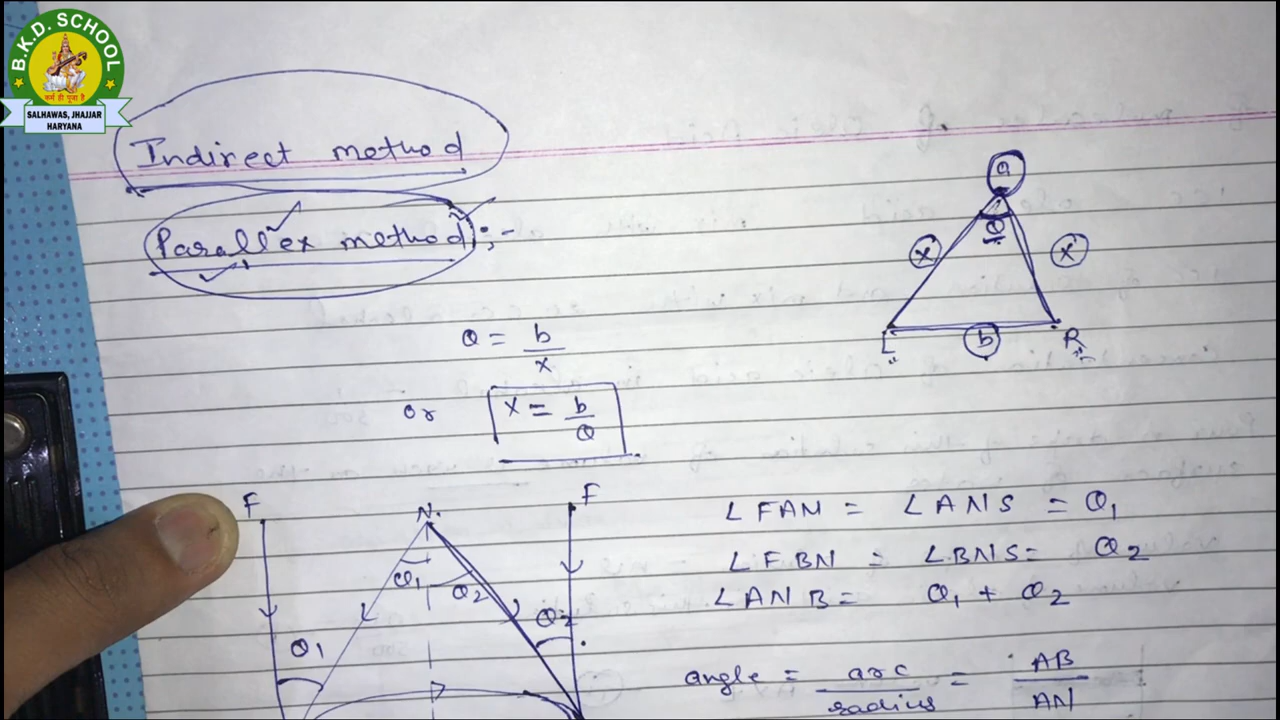 B.K.D. SCHOOL
कर्म ही पूजा है
SALHAWAS, JHAJJAR
HARYANA
Indirect method
Parallex method :-
θ = b/x
or x = b/θ
θ
x x
L b R
F N. F
θ1 θ2 θ2
θ1
∠FAN = ∠ANS = θ1
∠FBN = ∠BNS = θ2
∠ANB = θ1 + θ2
angle = arc/radius = AB/AN